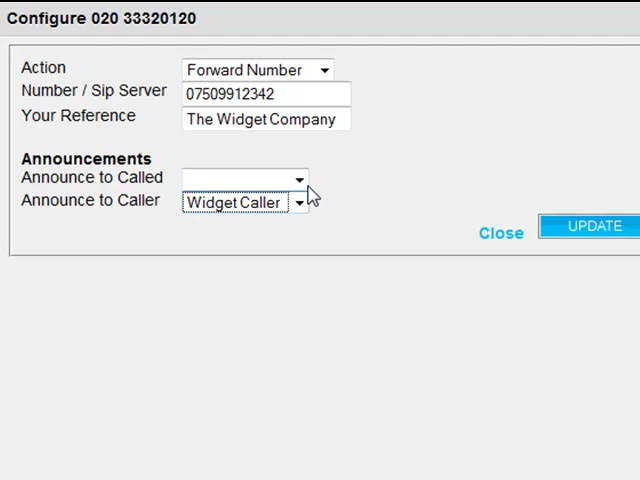 Configure 020 33320120
Action Forward Number
Number / Sip Server 07509912342
Your Reference The Widget Company
Announcements
Announce to Called
Announce to Caller Widget Caller
Close UPDATE